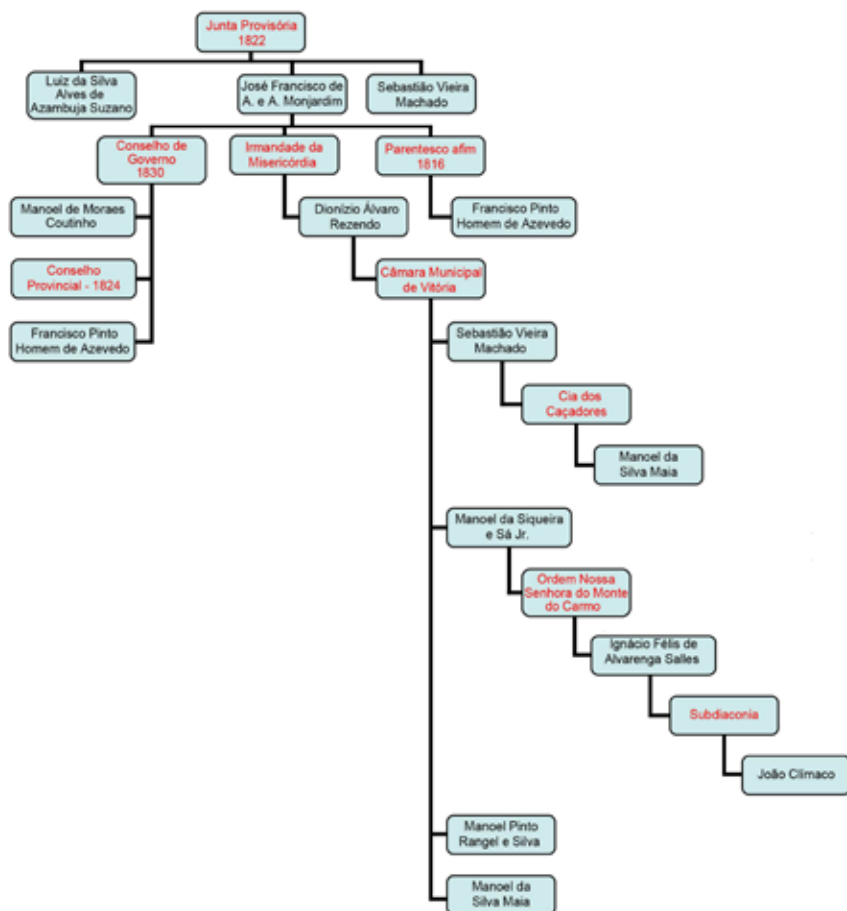 Junta Provisória
1822
Luiz da Silva
Alves de
Azambuja Suzano
José Francisco de
A. e A. Monjardim
Sebastião Vieira
Machado
Conselho de
Governo
1830
Irmandade da
Misericórdia
Parentesco afim
1816
Manoel de Moraes
Coutinho
Dionízio Álvaro
Rezendo
Francisco Pinto
Homem de Azevedo
Conselho
Provincial - 1824
Câmara Municipal
de Vitória
Francisco Pinto
Homem de Azevedo
Sebastião Vieira
Machado
Cia dos
Caçadores
Manoel da
Silva Maia
Manoel da Siqueira
e Sá Jr.
Ordem Nossa
Senhora do Monte
do Carmo
Ignácio Félis de
Alvarenga Salles
Subdiaconia
João Clímaco
Manoel Pinto
Rangel e Silva
Manoel da
Silva Maia